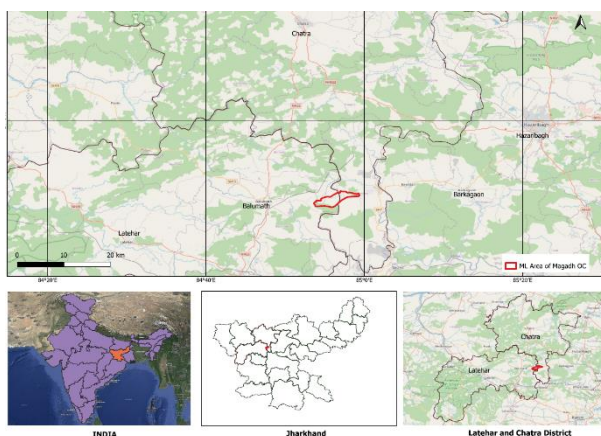 Chatra
Hazaribagh
Balumath
Barkagaon
Latehar
0 10 20 km
ML Area of Magadh OC
84°20'E 84°40'E 85°0'E 85°20'E
Chatra
Latehar
INDIA
Jharkhand
Latehar and Chatra District